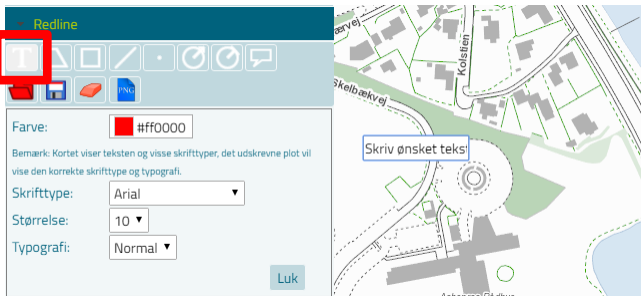 Redline
T
PNG
Farve: #ff0000
Bemærk: Kortet viser teksten og visse skrifttyper, det udskrevne plot vil
vise den korrekte skrifttype og typografi.
Skrifttype: Arial
Størrelse: 10
Typografi: Normal
Luk
Kolstien
Skelbækvej
Skriv ønsket tekst